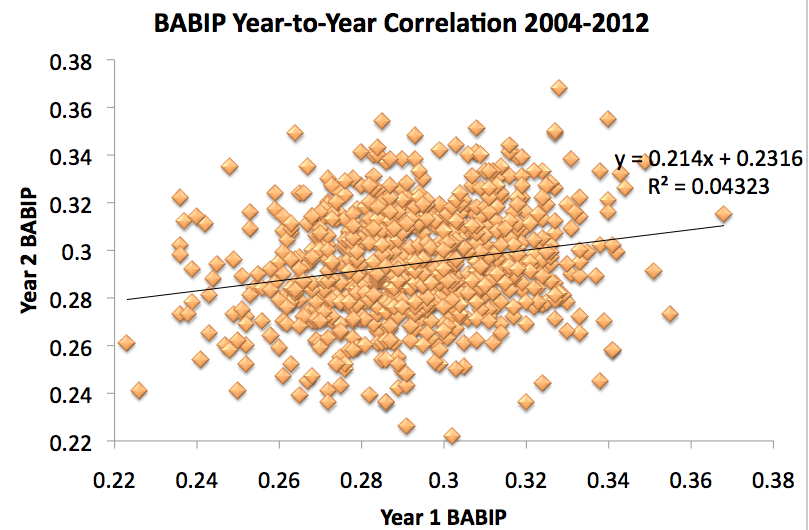 BABIP Year-to-Year Correlation 2004-2012
0.38
0.36
0.34
0.32
0.3
0.28
0.26
0.24
0.22
Year 2 BABIP
y = 0.214x + 0.2316
R² = 0.04323
0.22 0.24 0.26 0.28 0.3 0.32 0.34 0.36 0.38
Year 1 BABIP